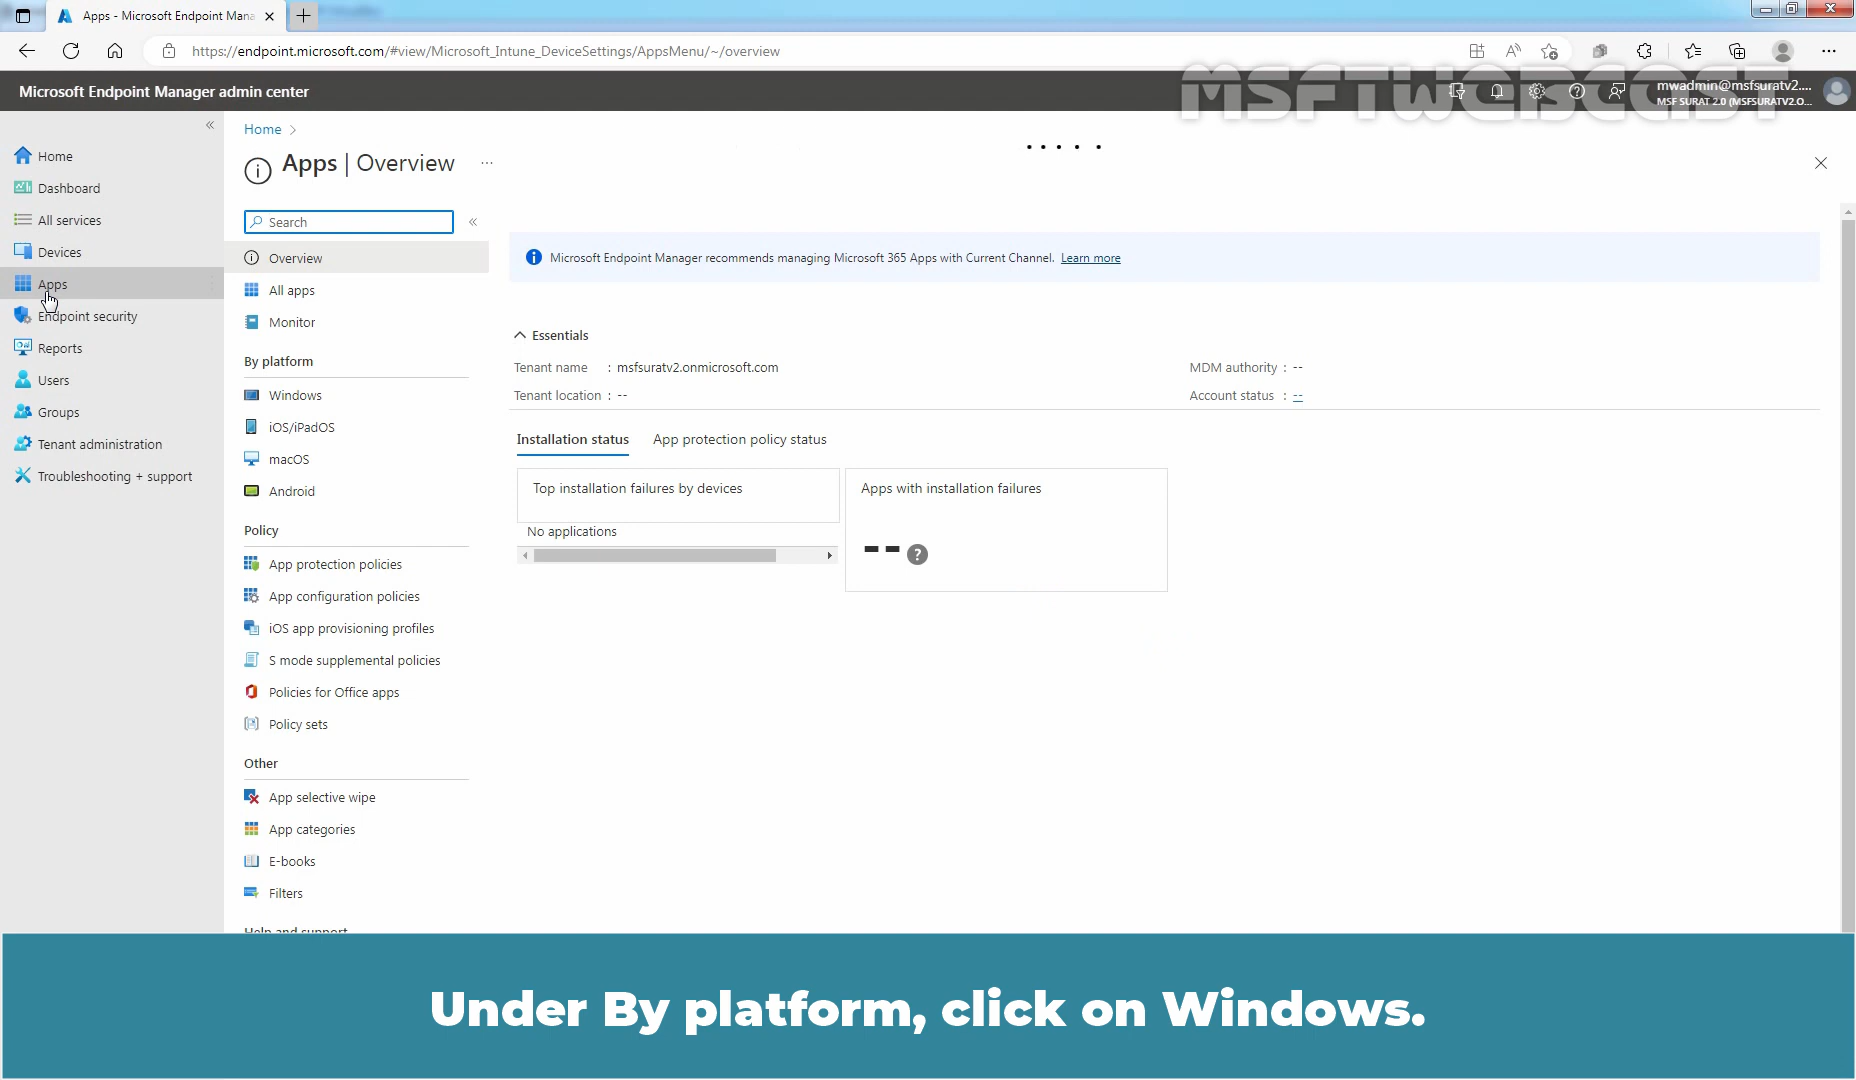 Apps - Microsoft Endpoint Mana
https://endpoint.microsoft.com/#view/Microsoft_Intune_DeviceSettings/AppsMenu/~/overview
Microsoft Endpoint Manager admin center
MSFTWEBCAST
mwadmin@msfsuratv2....
MSF SURAT 2.0 (MSFSURATV2.O...
Home
Dashboard
All services
Devices
Apps
Endpoint security
Reports
Users
Groups
Tenant administration
Troubleshooting + support
Home >
Apps | Overview ...
Search
Overview
All apps
Monitor
By platform
Windows
iOS/iPadOS
macOS
Android
Policy
App protection policies
App configuration policies
iOS app provisioning profiles
S mode supplemental policies
Policies for Office apps
Policy sets
Other
App selective wipe
App categories
E-books
Filters
Help and support
Microsoft Endpoint Manager recommends managing Microsoft 365 Apps with Current Channel. Learn more
Essentials
Tenant name : msfsuratv2.onmicrosoft.com
MDM authority : --
Tenant location : --
Account status : --
Installation status
App protection policy status
Top installation failures by devices
No applications
Apps with installation failures
-- ?
Under By platform, click on Windows.